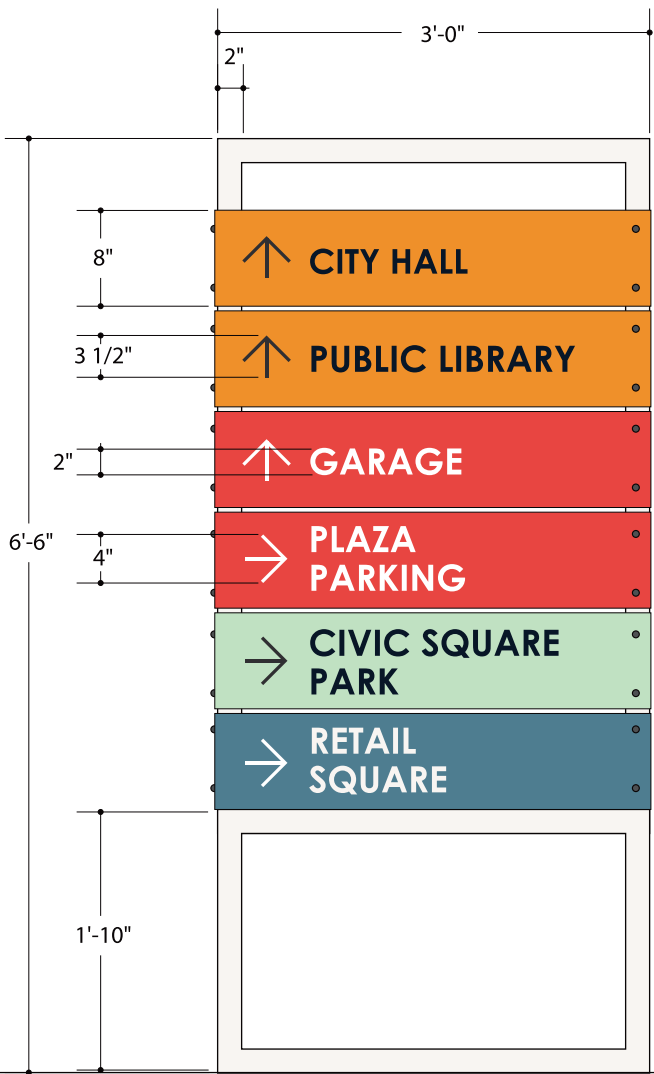 3'-0"
2"
8"
CITY HALL
3 1/2"
PUBLIC LIBRARY
2"
GARAGE
6'-6"
4"
PLAZA
PARKING
CIVIC SQUARE
PARK
RETAIL
SQUARE
1'-10"